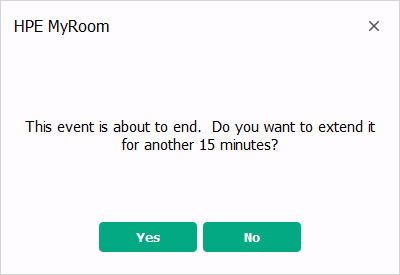 HPE MyRoom
This event is about to end.  Do you want to extend it
for another 15 minutes?
Yes
No